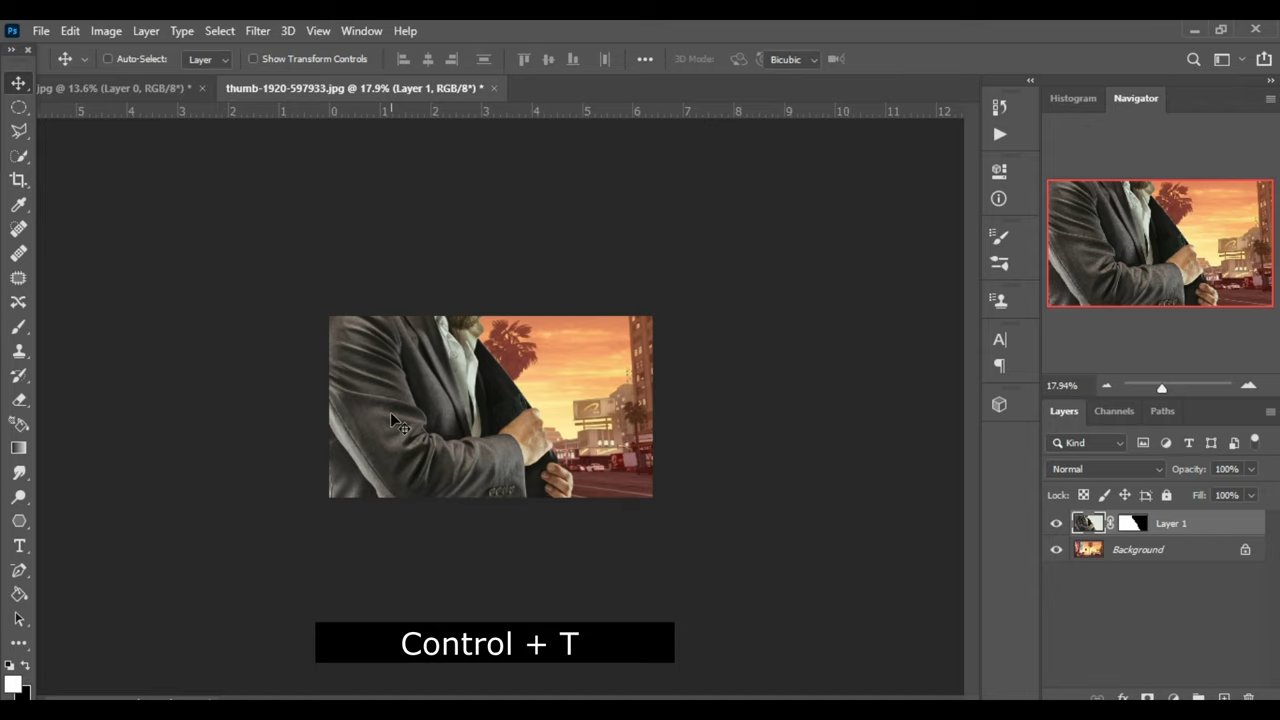 Ps File Edit Image Layer Type Select Filter 3D View Window Help
Auto-Select: Layer Show Transform Controls 3D Mode: Bicubic
jpg @ 13.6% (Layer 0, RGB/8*) * × thumb-1920-597933.jpg @ 17.9% (Layer 1, RGB/8*) * ×
5 4 3 2 1 0 1 2 3 4 5 6 7 8 9 10 11 12
Histogram Navigator
17.94%
Layers Channels Paths
Kind
Normal Opacity: 100%
Lock: Fill: 100%
Layer 1
Background
Control + T